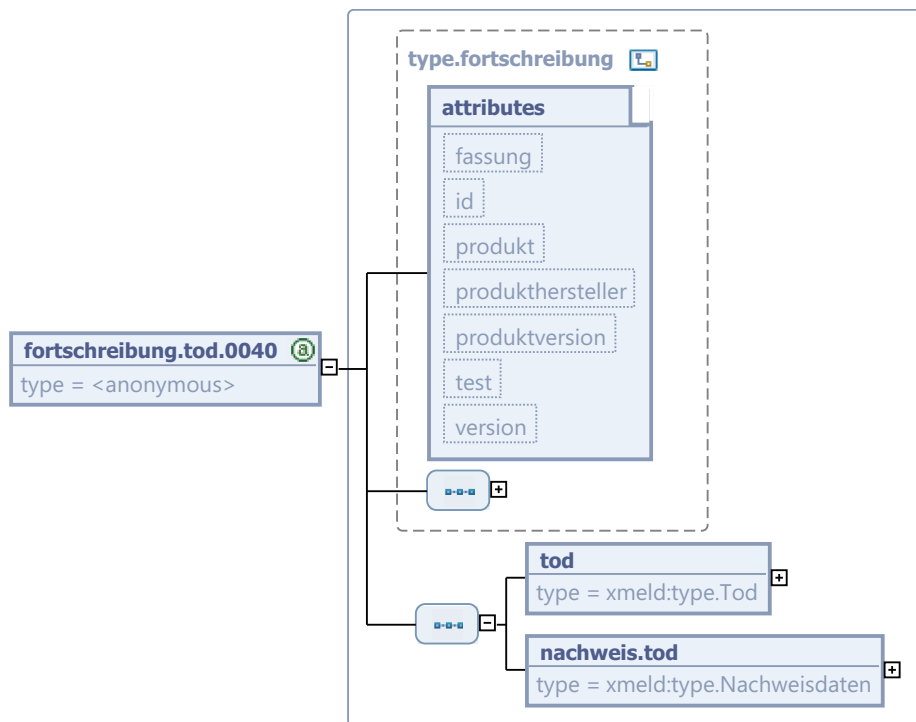 type.fortschreibung
attributes
fassung
id
produkt
produkthersteller
produktversion
test
version
fortschreibung.tod.0040 a
type = <anonymous>
tod
type = xmeld:type.Tod
nachweis.tod
type = xmeld:type.Nachweisdaten